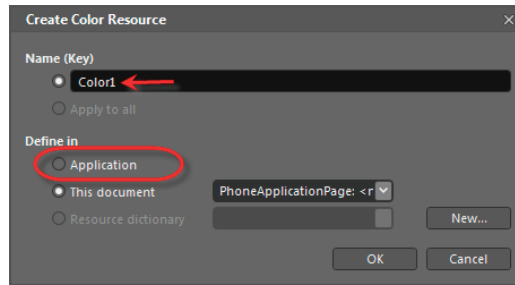 Create Color Resource
Name (Key)
Color1
Apply to all
Define in
Application
This document PhoneApplicationPage: <r
Resource dictionary New...
OK Cancel